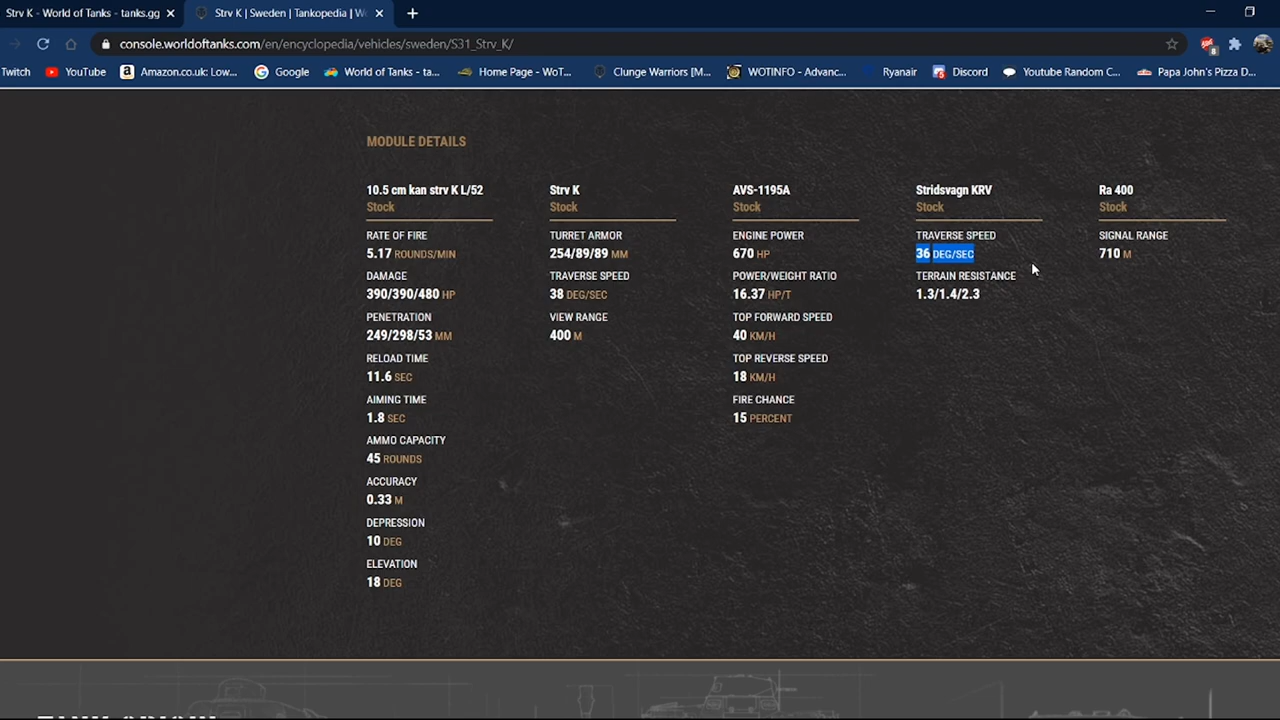 Strv K - World of Tanks - tanks.gg
Strv K | Sweden | Tankopedia | W
console.worldoftanks.com/en/encyclopedia/vehicles/sweden/S31_Strv_K/
Twitch YouTube Amazon.co.uk: Low... Google World of Tanks - ta... Home Page - WoT... Clunge Warriors [M... WOTINFO - Advanc... Ryanair Discord Youtube Random C... Papa John's Pizza D...
8
MODULE DETAILS
10.5 cm kan strv K L/52
Stock
RATE OF FIRE
5.17 ROUNDS/MIN
DAMAGE
390/390/480 HP
PENETRATION
249/298/53 MM
RELOAD TIME
11.6 SEC
AIMING TIME
1.8 SEC
AMMO CAPACITY
45 ROUNDS
ACCURACY
0.33 M
DEPRESSION
10 DEG
ELEVATION
18 DEG
Strv K
Stock
TURRET ARMOR
254/89/89 MM
TRAVERSE SPEED
38 DEG/SEC
VIEW RANGE
400 M
AVS-1195A
Stock
ENGINE POWER
670 HP
POWER/WEIGHT RATIO
16.37 HP/T
TOP FORWARD SPEED
40 KM/H
TOP REVERSE SPEED
18 KM/H
FIRE CHANCE
15 PERCENT
Stridsvagn KRV
Stock
TRAVERSE SPEED
36 DEG/SEC
TERRAIN RESISTANCE
1.3/1.4/2.3
Ra 400
Stock
SIGNAL RANGE
710 M